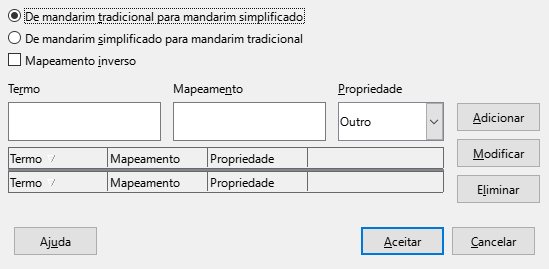 De mandarim tradicional para mandarim simplificado
De mandarim simplificado para mandarim tradicional
Mapeamento inverso
Termo Mapeamento Propriedade
Outro
Adicionar
Termo / Mapeamento Propriedade
Modificar
Termo / Mapeamento Propriedade
Eliminar
Ajuda Aceitar Cancelar